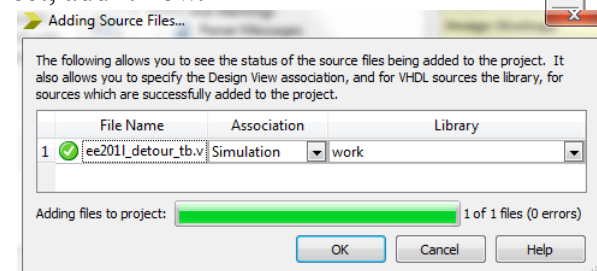 Adding Source Files...
The following allows you to see the status of the source files being added to the project. It
also allows you to specify the Design View association, and for VHDL sources the library, for
sources which are successfully added to the project.
File Name Association Library
1 ee201l_detour_tb.v Simulation work
Adding files to project: 1 of 1 files (0 errors)
OK Cancel Help